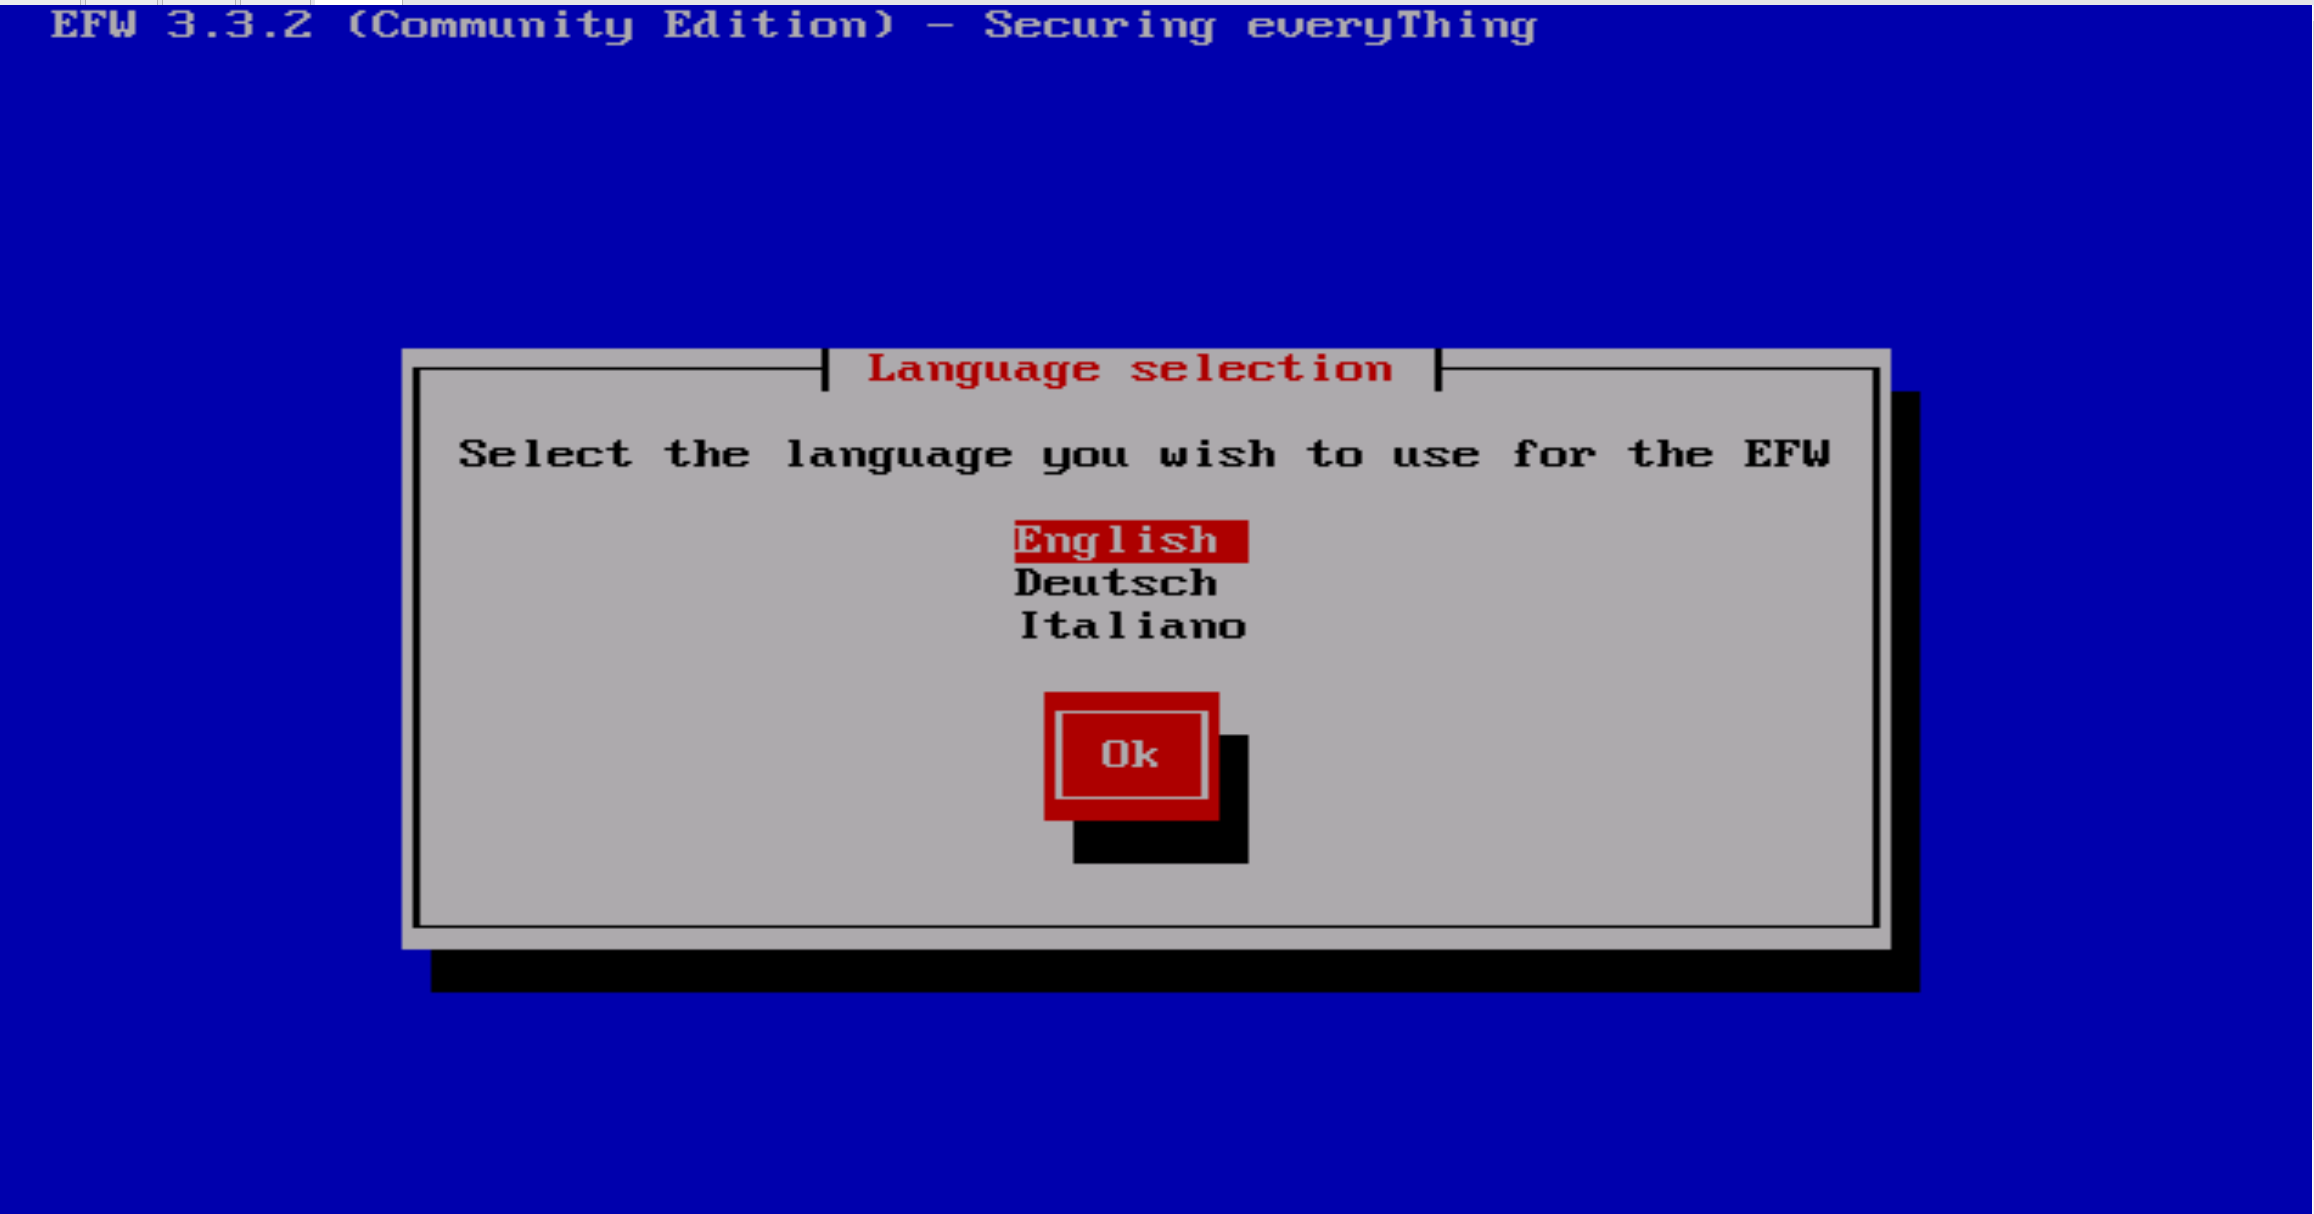 EFW 3.3.2 (Community Edition) - Securing everyThing
Language selection
Select the language you wish to use for the EFW
English
Deutsch
Italiano
Ok